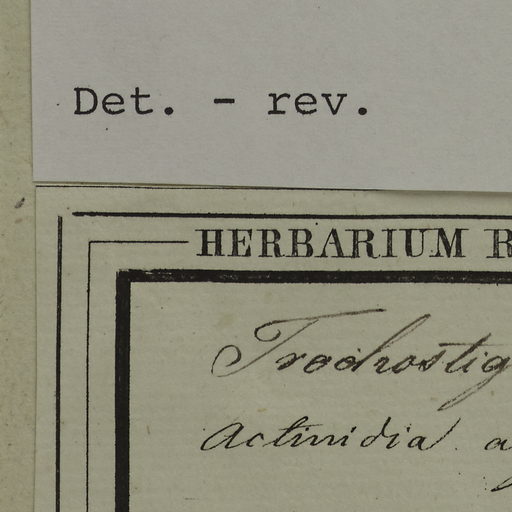 Det. - rev.
HERBARIUM R
Trochostig
Actinidia a